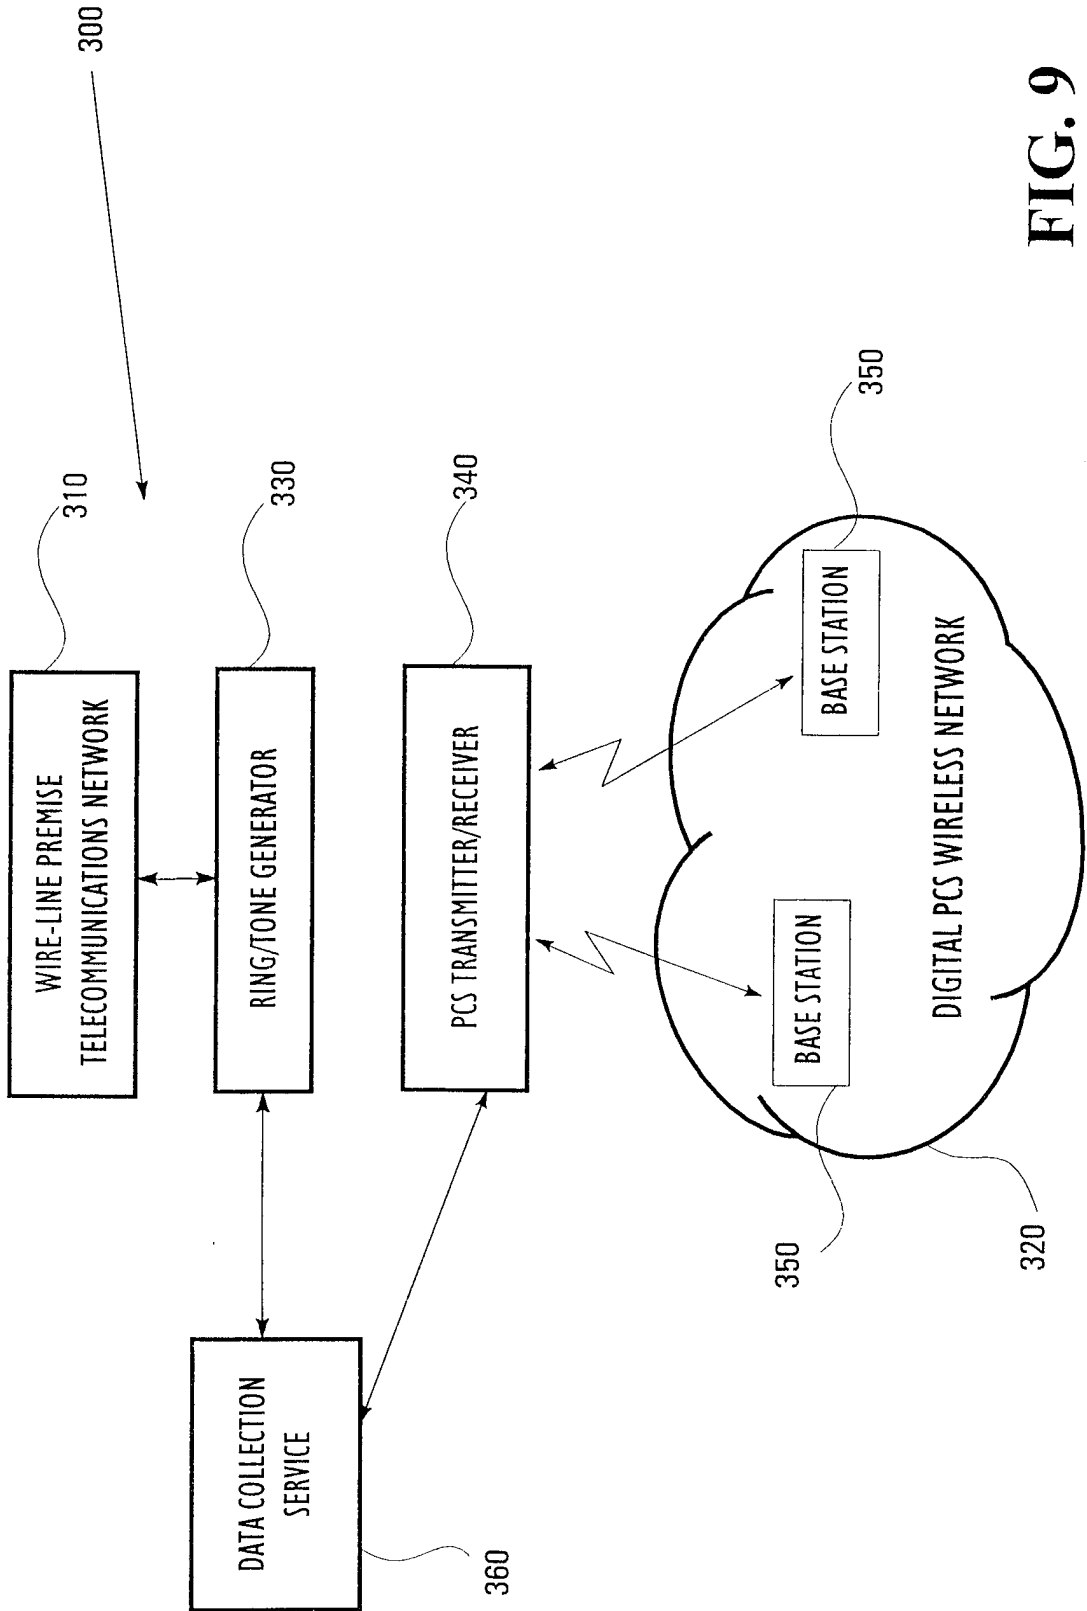 300
310
WIRE-LINE PREMISE
TELECOMMUNICATIONS NETWORK
330
RING/TONE GENERATOR
340
PCS TRANSMITTER/RECEIVER
DATA COLLECTION
SERVICE
360
350
BASE STATION
BASE STATION
350
DIGITAL PCS WIRELESS NETWORK
320
FIG. 9